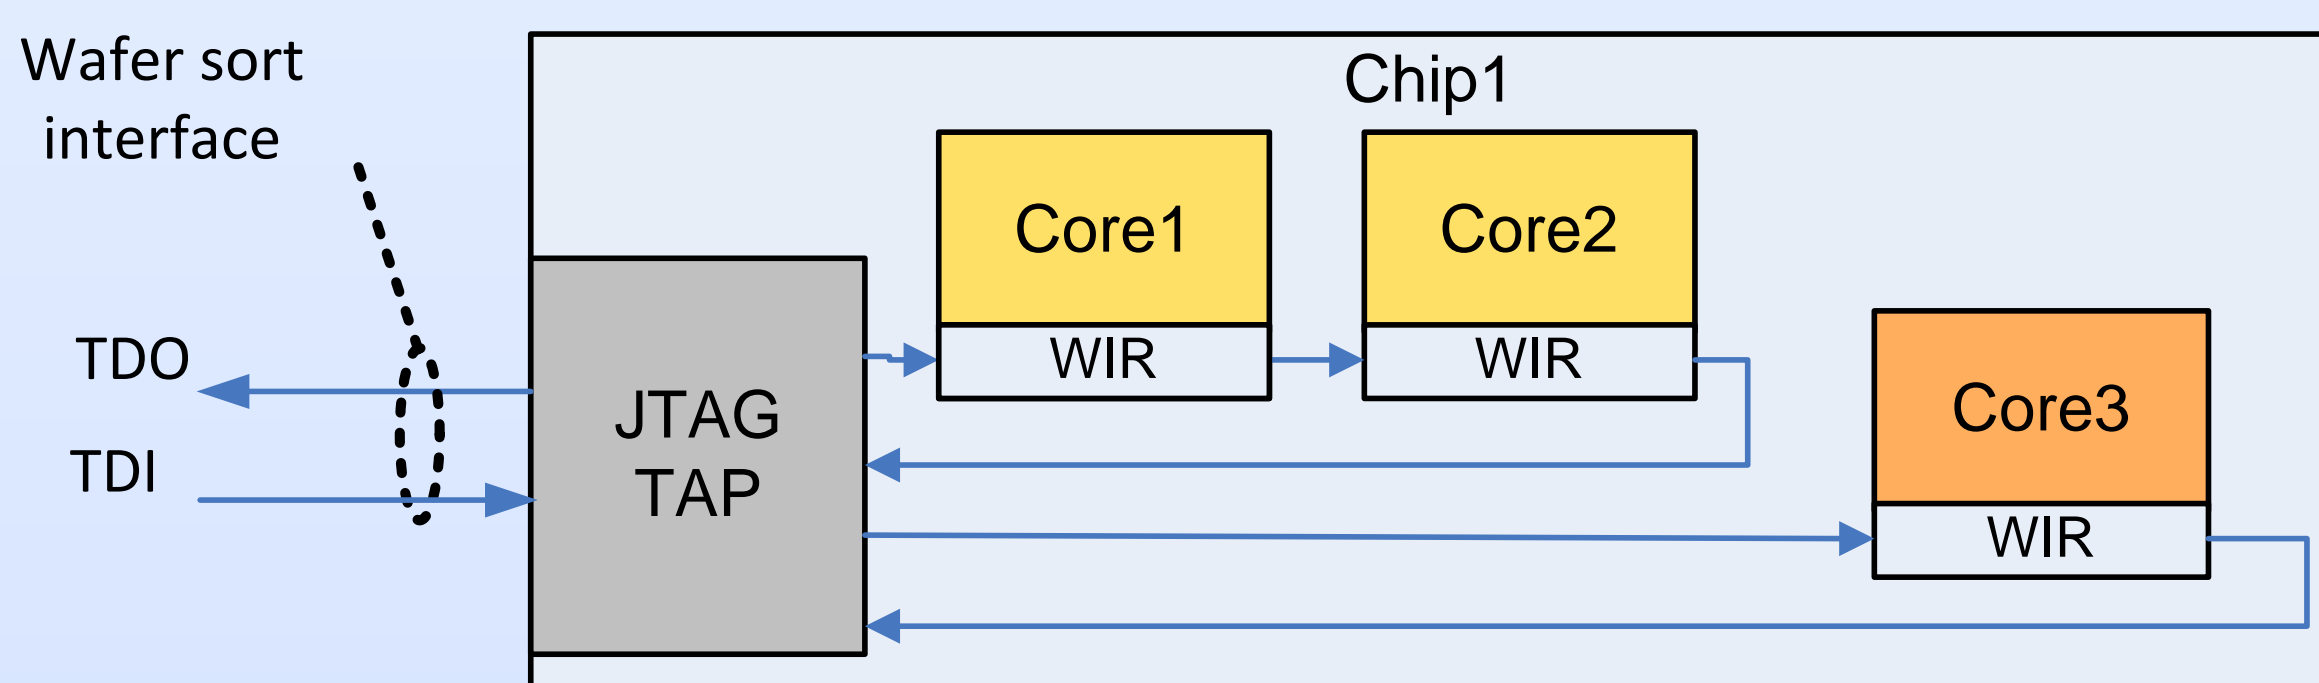 Wafer sort
interface
Chip1
Core1
Core2
WIR
WIR
TDO
TDI
JTAG
TAP
Core3
WIR